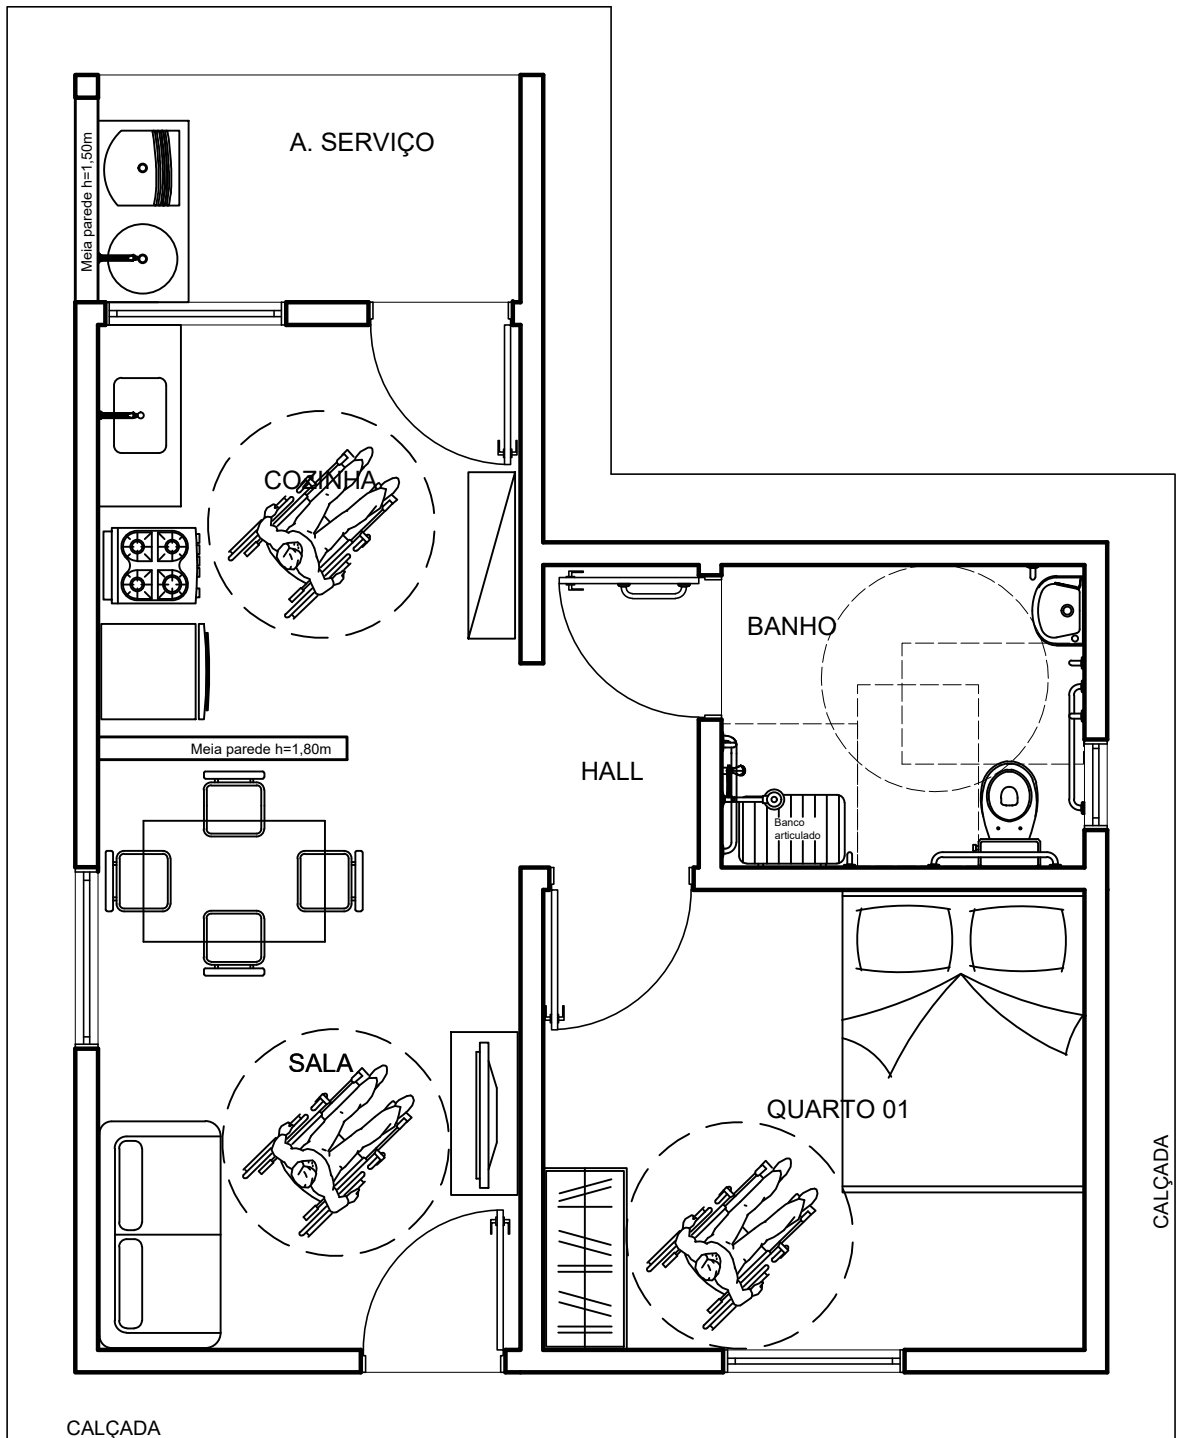 A. SERVIÇO
Meia parede h=1,50m
COZINHA
BANHO
Meia parede h=1,80m
HALL
Banco
articulado
SALA
QUARTO 01
CALÇADA
CALÇADA